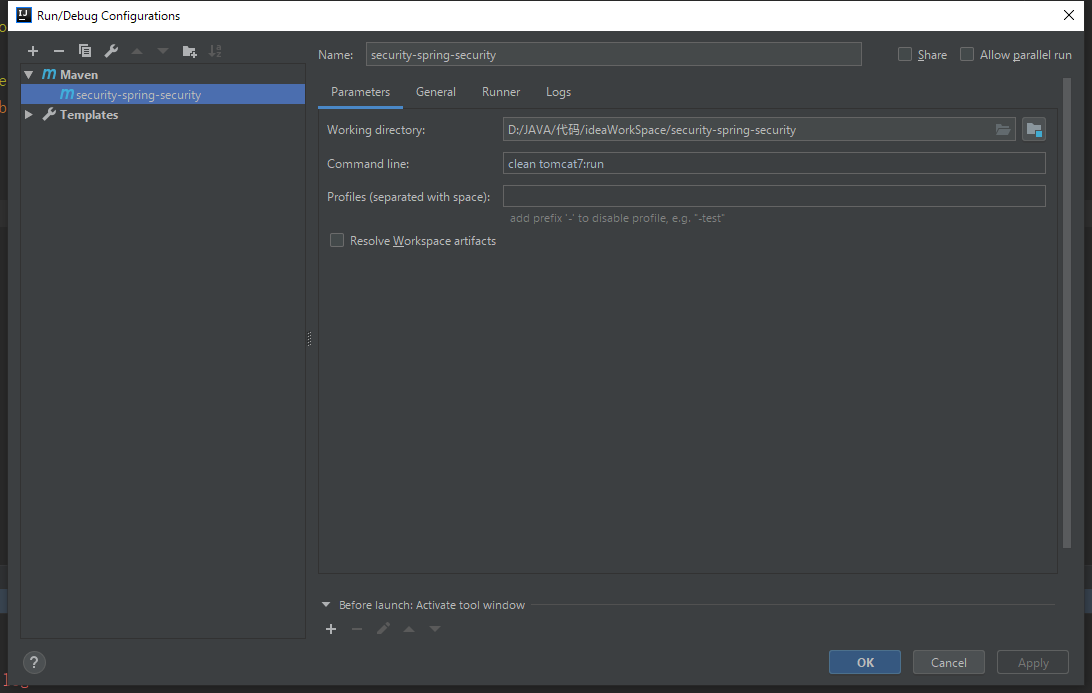 Run/Debug Configurations
Name: security-spring-security
Share
Allow parallel run
Maven
security-spring-security
Templates
Parameters General Runner Logs
Working directory: D:/JAVA/代码/ideaWorkSpace/security-spring-security
Command line: clean tomcat7:run
Profiles (separated with space):
add prefix '-' to disable profile, e.g. "-test"
Resolve Workspace artifacts
Before launch: Activate tool window
?
OK Cancel Apply